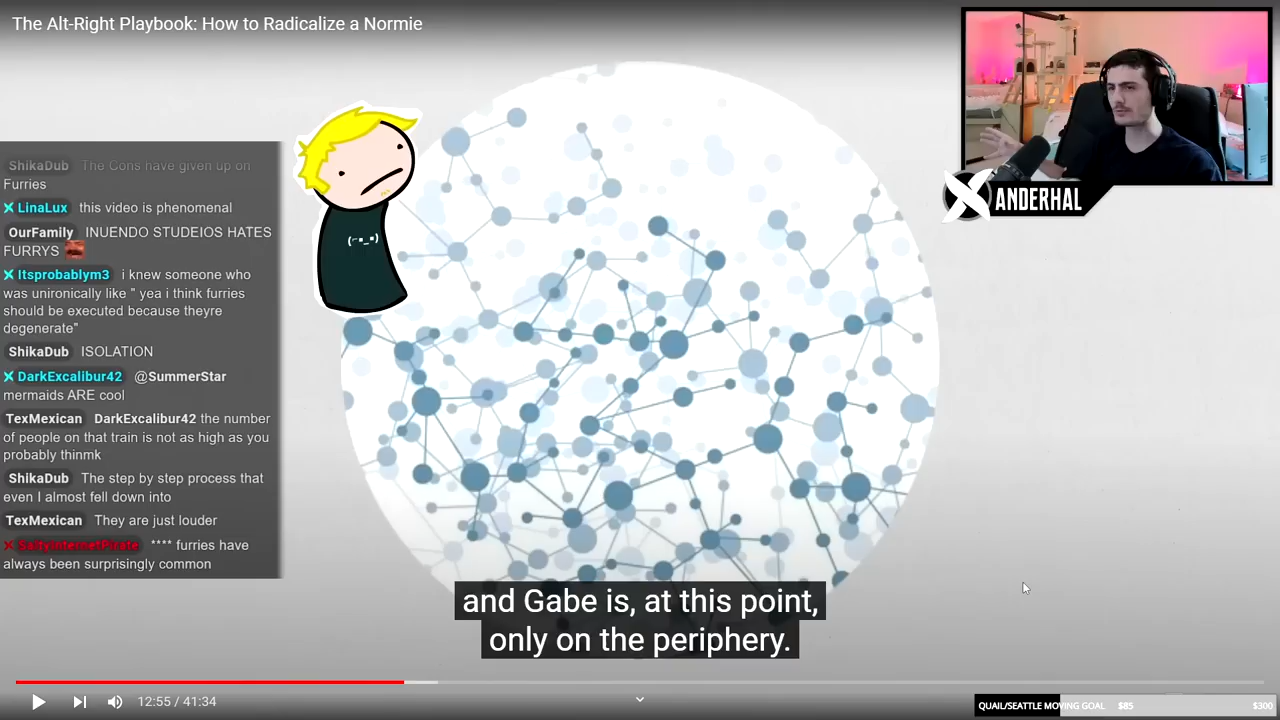 The Alt-Right Playbook: How to Radicalize a Normie
XANDERHAL
ShikaDub The Cons have given up on
Furries
LinaLux this video is phenomenal
OurFamily INUENDO STUDEIOS HATES
FURRYS
Itsprobablym3 i knew someone who
was unironically like " yea i think furries
should be executed because theyre
degenerate"
ShikaDub ISOLATION
DarkExcalibur42 @SummerStar
mermaids ARE cool
TexMexican DarkExcalibur42 the number
of people on that train is not as high as you
probably thinmk
ShikaDub The step by step process that
even I almost fell down into
TexMexican They are just louder
SaltyInternetPirate **** furries have
always been surprisingly common
and Gabe is, at this point,
only on the periphery.
12:55 / 41:34
QUAIL/SEATTLE MOVING GOAL $85 $300